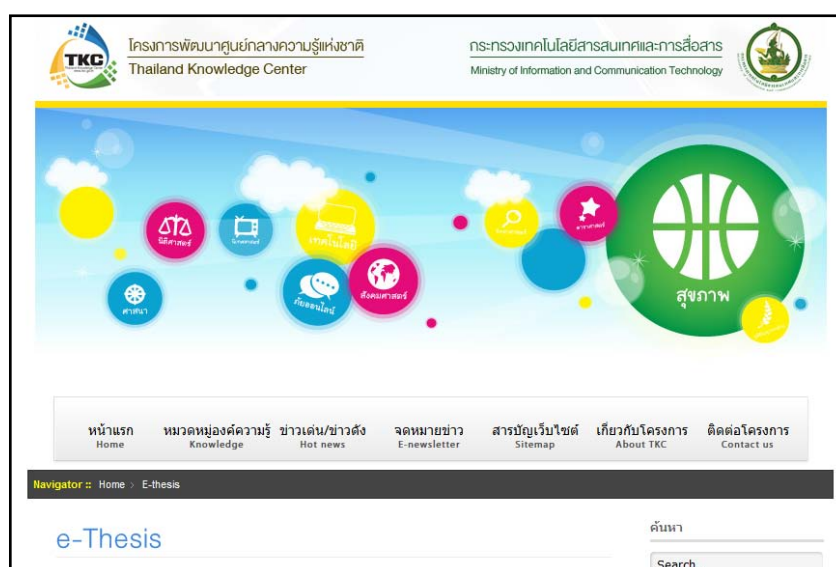 TKC
โครงการพัฒนาศูนย์กลางความรู้แห่งชาติ
Thailand Knowledge Center
กระทรวงเทคโนโลยีสารสนเทศและการสื่อสาร
Ministry of Information and Communication Technology
นิติศาสตร์
เทคโนโลยี
ศาสนา
ภัยออนไลน์
สังคมศาสตร์
สุขภาพ
หน้าแรก หมวดหมู่องค์ความรู้ ข่าวเด่น/ข่าวดัง จดหมายข่าว สารบัญเว็บไซต์ เกี่ยวกับโครงการ ติดต่อโครงการ
Home Knowledge Hot news E-newsletter Sitemap About TKC Contact us
Navigator :: Home > E-thesis
e-Thesis
ค้นหา
Search